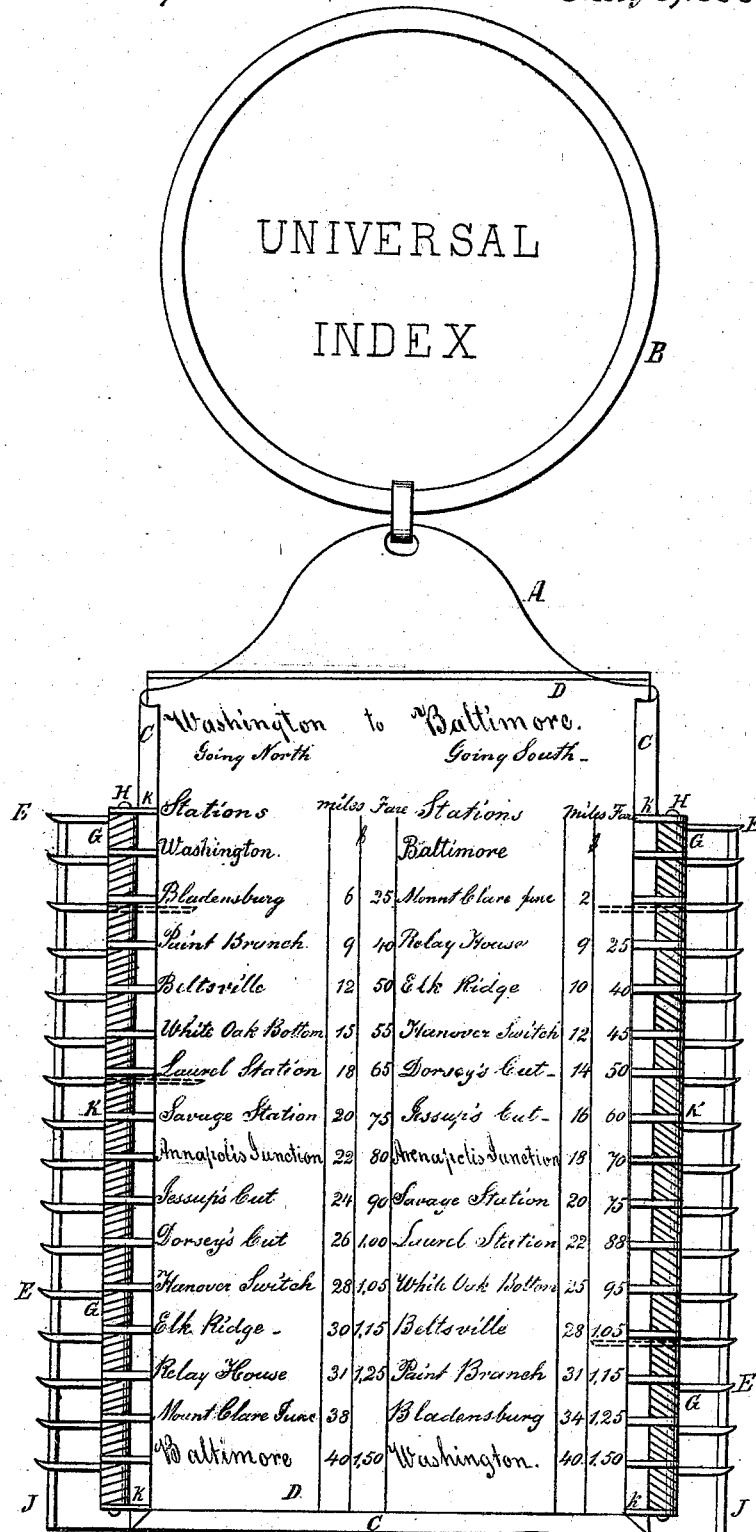 UNIVERSAL
INDEX
B
A
D
C Washington to Baltimore. C
Going North Going South-
H K Stations miles Fare Stations Miles Fare K H
E G $ $ G E
Washington. Baltimore
Bladensburg 6 25 Mount Clare junc 2
Paint Branch. 9 40 Relay House 9 25
Beltsville 12 50 Elk Ridge 10 40
White Oak Bottom 15 55 Hanover Switch 12 45
Laurel Station 18 65 Dorsey's Cut- 14 50
K Savage Station 20 75 Jessup's Cut- 16 60 K
Annapolis Junction 22 80 Annapolis Junction 18 70
Jessup's Cut 24 90 Savage Station 20 75
Dorsey's Cut 26 1.00 Laurel Station 22 88
E G Hanover Switch 28 1,05 White Oak Bottom 25 95
Elk Ridge - 30 1,15 Beltsville 28 1.05
Relay House 31 1,25 Paint Branch 31 1,15 E
Mount Clare Junc 38 Bladensburg 34 1,25 G
Baltimore 40 1,50 Washington. 40 1,50
J K D K J
C